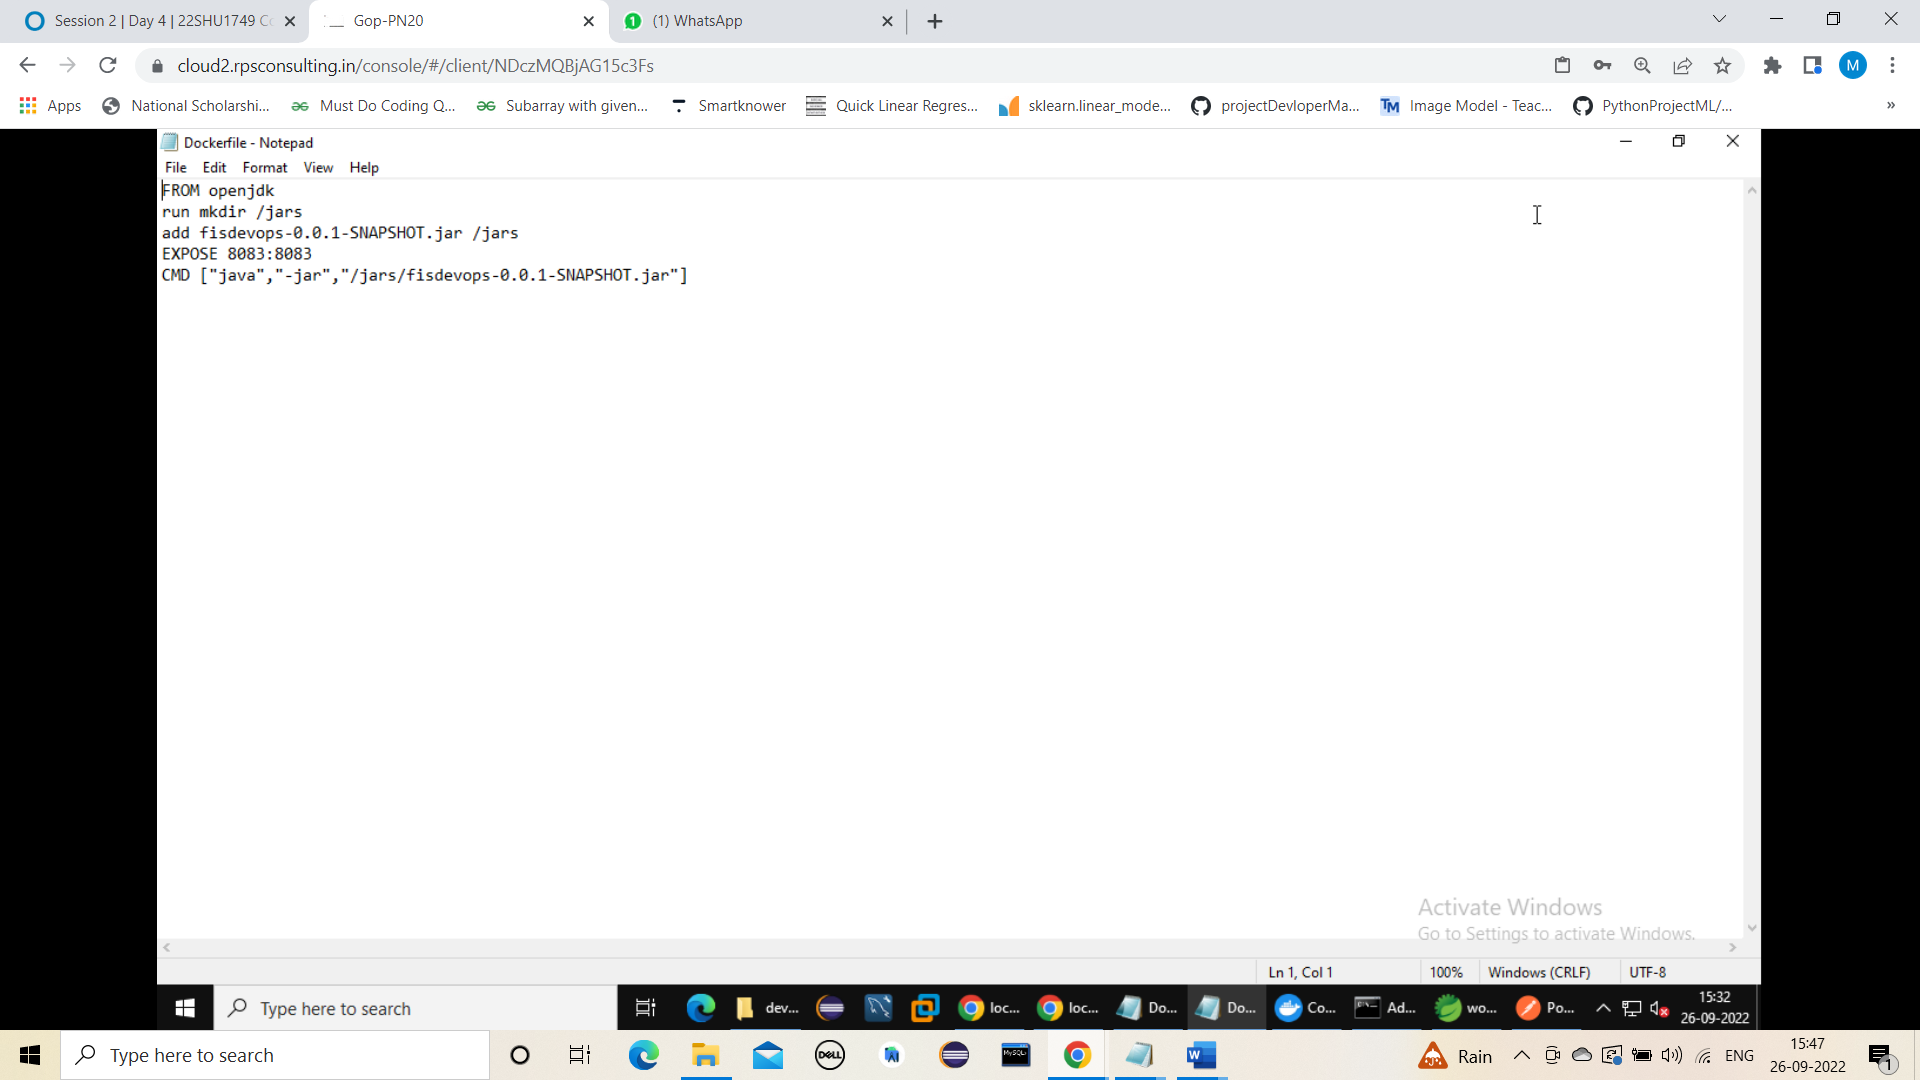 Session 2 | Day 4 | 22SHU1749 C
Gop-PN20
(1) WhatsApp
cloud2.rpsconsulting.in/console/#/client/NDczMQBjAG15c3Fs
M
Apps
National Scholarshi...
Must Do Coding Q...
Subarray with given...
Smartknower
Quick Linear Regres...
sklearn.linear_mode...
projectDevloperMa...
TM
Image Model - Teac...
PythonProjectML/...
»
Dockerfile - Notepad
File Edit Format View Help
FROM openjdk
run mkdir /jars
add fisdevops-0.0.1-SNAPSHOT.jar /jars
EXPOSE 8083:8083
CMD ["java","-jar","/jars/fisdevops-0.0.1-SNAPSHOT.jar"]
Activate Windows
Go to Settings to activate Windows.
Ln 1, Col 1
100%
Windows (CRLF)
UTF-8
Type here to search
dev...
loc...
loc...
Do...
Do...
Co...
Ad...
wo...
Po...
15:32
26-09-2022
Type here to search
DELL
MySQL
W
Rain
ENG
15:47
26-09-2022
1